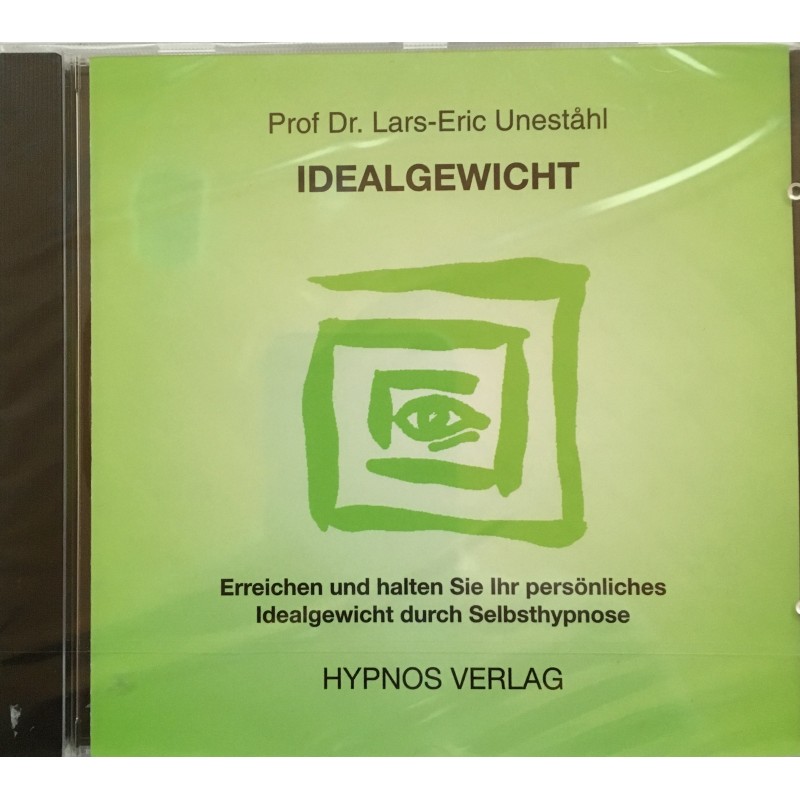 Prof Dr. Lars-Eric Uneståhl
IDEALGEWICHT
Erreichen und halten Sie Ihr persönliches
Idealgewicht durch Selbsthypnose
HYPNOS VERLAG